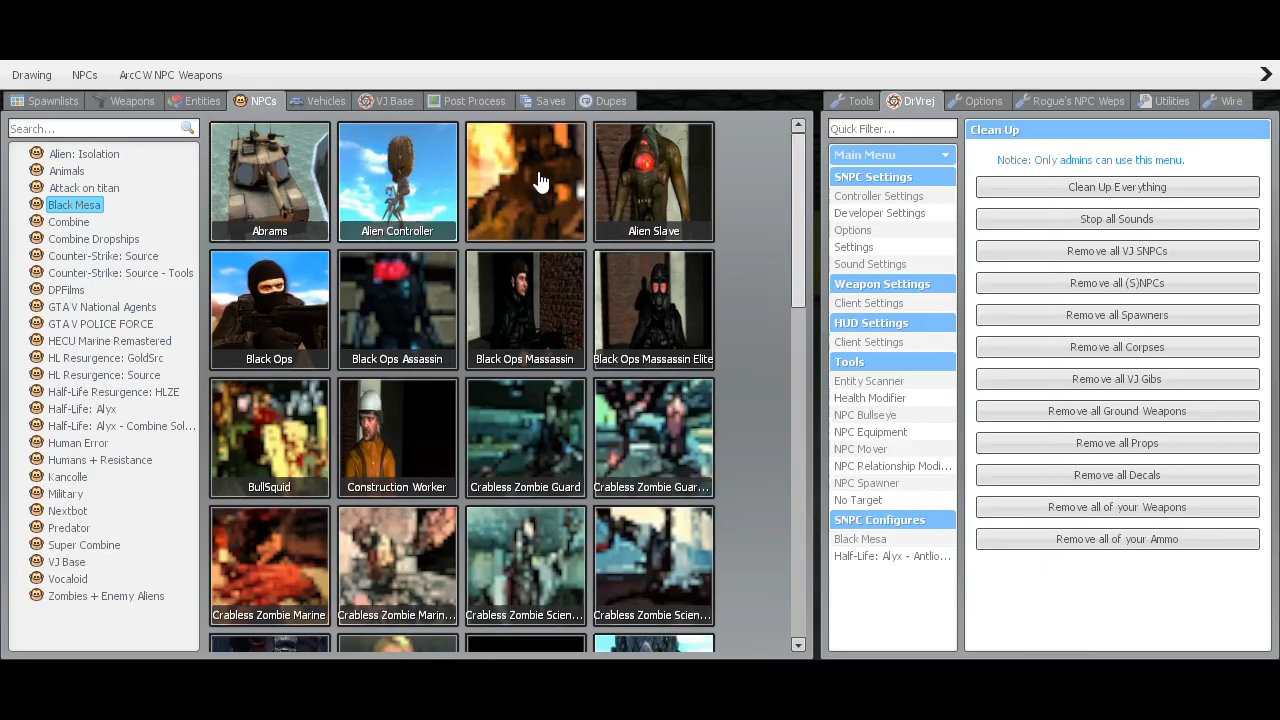 Drawing NPCs ArcCW NPC Weapons
Spawnlists Weapons Entities NPCs Vehicles VJ Base Post Process Saves Dupes
Tools DrVrej Options Rogue's NPC Weps Utilities Wire
Search...
Alien: Isolation
Animals
Attack on titan
Black Mesa
Combine
Combine Dropships
Counter-Strike: Source
Counter-Strike: Source - Tools
DPFilms
GTA V National Agents
GTA V POLICE FORCE
HECU Marine Remastered
HL Resurgence: GoldSrc
HL Resurgence: Source
Half-Life Resurgence: HLZE
Half-Life: Alyx
Half-Life: Alyx - Combine Sol...
Human Error
Humans + Resistance
Kancolle
Military
Nextbot
Predator
Super Combine
VJ Base
Vocaloid
Zombies + Enemy Aliens
Abrams
Alien Controller
Alien Slave
Black Ops
Black Ops Assassin
Black Ops Massassin
Black Ops Massassin Elite
BullSquid
Construction Worker
Crabless Zombie Guard
Crabless Zombie Guar...
Crabless Zombie Marine
Crabless Zombie Marin...
Crabless Zombie Scien...
Crabless Zombie Scien...
Quick Filter...
Main Menu
SNPC Settings
Controller Settings
Developer Settings
Options
Settings
Sound Settings
Weapon Settings
Client Settings
HUD Settings
Client Settings
Tools
Entity Scanner
Health Modifier
NPC Bullseye
NPC Equipment
NPC Mover
NPC Relationship Modi...
NPC Spawner
No Target
SNPC Configures
Black Mesa
Half-Life: Alyx - Antlio...
Clean Up
Notice: Only admins can use this menu.
Clean Up Everything
Stop all Sounds
Remove all VJ SNPCs
Remove all (S)NPCs
Remove all Spawners
Remove all Corpses
Remove all VJ Gibs
Remove all Ground Weapons
Remove all Props
Remove all Decals
Remove all of your Weapons
Remove all of your Ammo